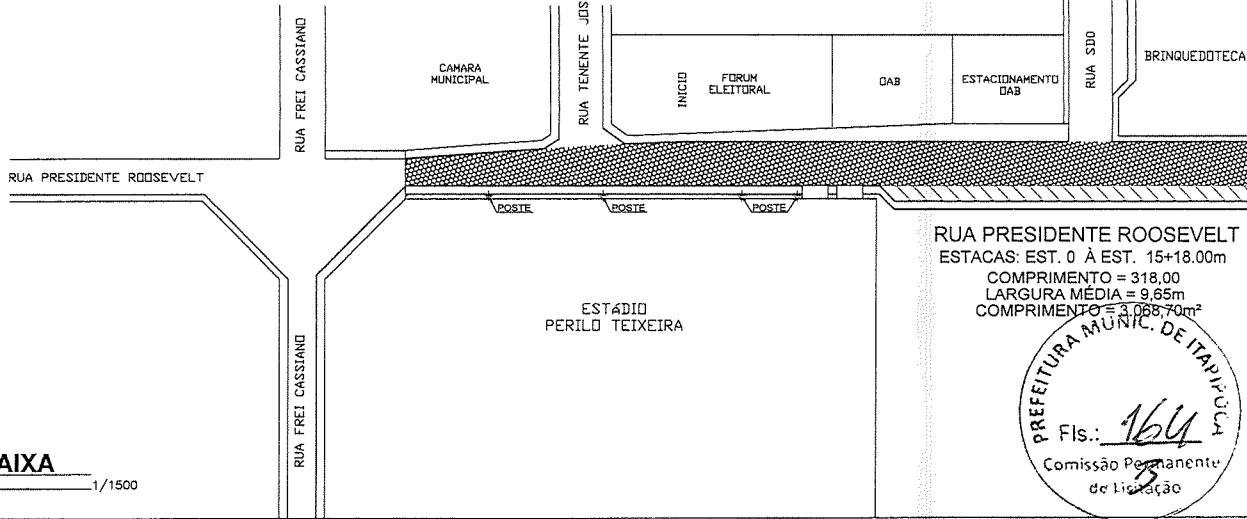 RUA FREI CASSIANO
CAMARA
MUNICIPAL
RUA TENENTE JOS
INICIO
FORUM
ELEITORAL
OAB
ESTACIONAMENTO
OAB
RUA SDO
BRINQUEDOTECA
RUA PRESIDENTE ROOSEVELT
POSTE
POSTE
POSTE
RUA PRESIDENTE ROOSEVELT
ESTACAS: EST. 0 À EST. 15+18.00m
COMPRIMENTO = 318,00
LARGURA MÉDIA = 9,65m
COMPRIMENTO = 3.068,70m²
ESTÁDIO
PERILO TEIXEIRA
RUA FREI CASSIANO
AIXA
1/1500
PREFEITURA MUNIC. DE ITAPIPOCA
Fls.: 164
Comissão Permanente
de Licitação